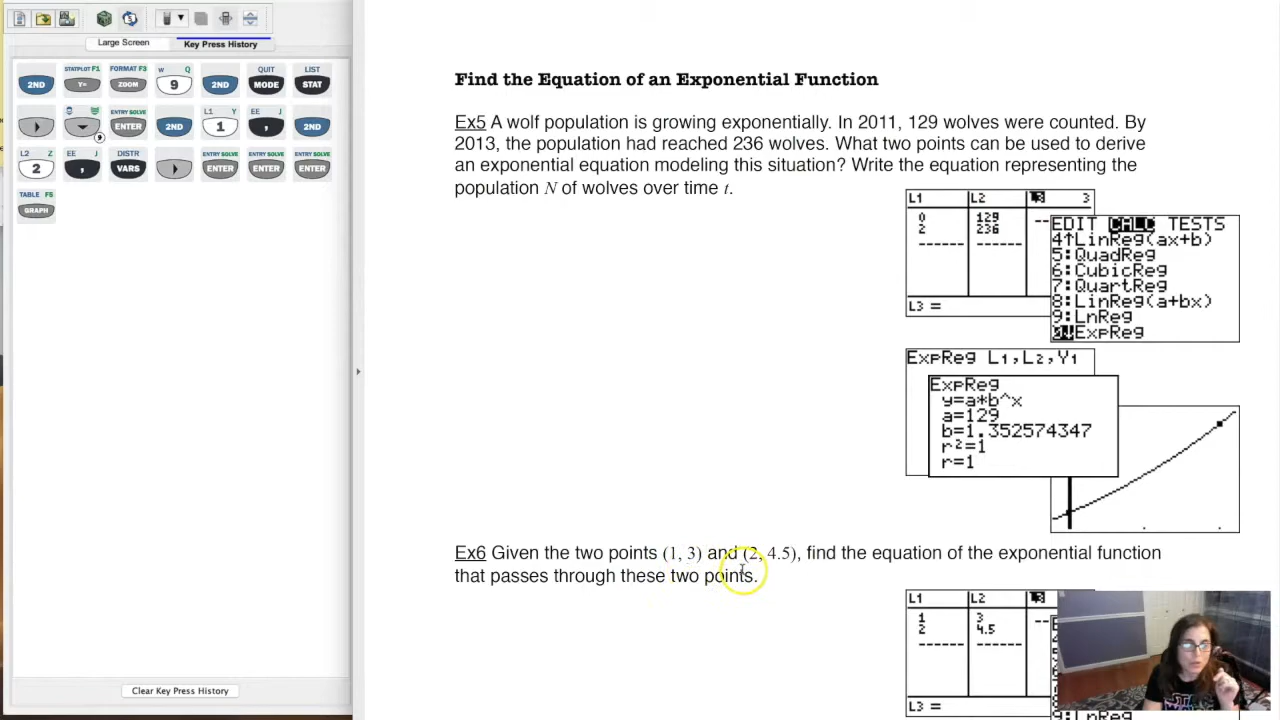 Large Screen
Key Press History
STATPLOT F1
FORMAT F3
W Q
QUIT
LIST
2ND
Y=
ZOOM
9
2ND
MODE
STAT
ENTRY SOLVE
L1 Y
EE J
ENTER
2ND
1
,
2ND
L2 Z
EE J
DISTR
ENTRY SOLVE
ENTRY SOLVE
ENTRY SOLVE
2
,
VARS
ENTER
ENTER
ENTER
TABLE F5
GRAPH
Clear Key Press History
Find the Equation of an Exponential Function
Ex5 A wolf population is growing exponentially. In 2011, 129 wolves were counted. By
2013, the population had reached 236 wolves. What two points can be used to derive
an exponential equation modeling this situation? Write the equation representing the
population N of wolves over time t.
L1 L2 3
0 129
2 236
L3 =
EDIT CALC TESTS
4↑LinReg(ax+b)
5:QuadReg
6:CubicReg
7:QuartReg
8:LinReg(a+bx)
9:LnReg
0↓ExpReg
ExpReg L1,L2,Y1
ExpReg
y=a*b^x
a=129
b=1.352574347
r²=1
r=1
Ex6 Given the two points (1, 3) and (2, 4.5), find the equation of the exponential function
that passes through these two points.
L1 L2
1 3
2 4.5
L3 =
9:LnReg